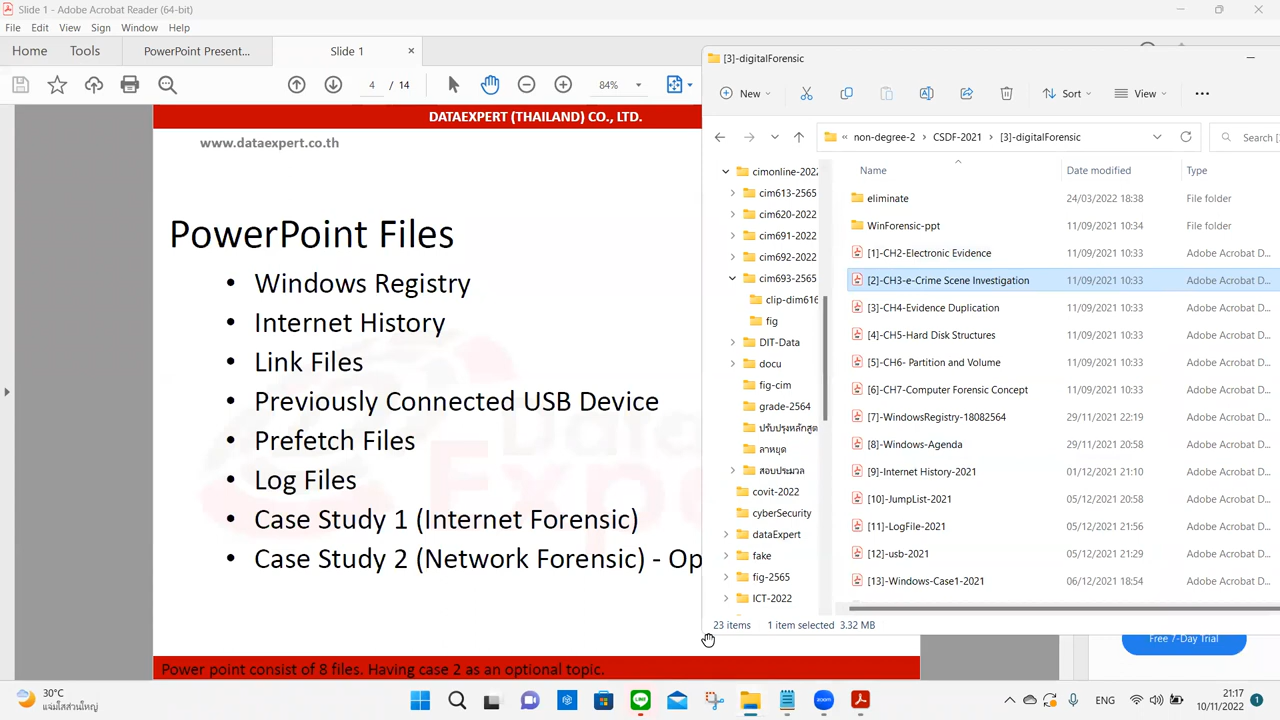 Slide 1 - Adobe Acrobat Reader (64-bit)
File Edit View Sign Window Help
Home Tools PowerPoint Present... Slide 1 ×
4 / 14 84%
DATAEXPERT (THAILAND) CO., LTD.
www.dataexpert.co.th
PowerPoint Files
• Windows Registry
• Internet History
• Link Files
• Previously Connected USB Device
• Prefetch Files
• Log Files
• Case Study 1 (Internet Forensic)
• Case Study 2 (Network Forensic) - Op
Power point consist of 8 files. Having case 2 as an optional topic.
[3]-digitalForensic
New Sort View
« non-degree-2 > CSDF-2021 > [3]-digitalForensic Search [3
cimonline-202
cim613-2565
cim620-2022
cim691-2022
cim692-2022
cim693-2565
clip-dim616
fig
DIT-Data
docu
fig-cim
grade-2564
ปรับปรุงหลักสูต
ลาหยุด
สอบประมวล
covit-2022
cyberSecurity
dataExpert
fake
fig-2565
ICT-2022
Name Date modified Type
eliminate 24/03/2022 18:38 File folder
WinForensic-ppt 11/09/2021 10:34 File folder
[1]-CH2-Electronic Evidence 11/09/2021 10:33 Adobe Acrobat D...
[2]-CH3-e-Crime Scene Investigation 11/09/2021 10:33 Adobe Acrobat D...
[3]-CH4-Evidence Duplication 11/09/2021 10:33 Adobe Acrobat D...
[4]-CH5-Hard Disk Structures 11/09/2021 10:33 Adobe Acrobat D...
[5]-CH6- Partition and Volume 11/09/2021 10:33 Adobe Acrobat D...
[6]-CH7-Computer Forensic Concept 11/09/2021 10:33 Adobe Acrobat D...
[7]-WindowsRegistry-18082564 29/11/2021 22:19 Adobe Acrobat D...
[8]-Windows-Agenda 29/11/2021 20:58 Adobe Acrobat D...
[9]-Internet History-2021 01/12/2021 21:10 Adobe Acrobat D...
[10]-JumpList-2021 05/12/2021 20:58 Adobe Acrobat D...
[11]-LogFile-2021 05/12/2021 21:56 Adobe Acrobat D...
[12]-usb-2021 05/12/2021 21:29 Adobe Acrobat D...
[13]-Windows-Case1-2021 06/12/2021 18:54 Adobe Acrobat D...
23 items 1 item selected 3.32 MB
Free 7-Day Trial
30°C
แจ่มใสส่วนใหญ่
ENG
21:17
10/11/2022
1